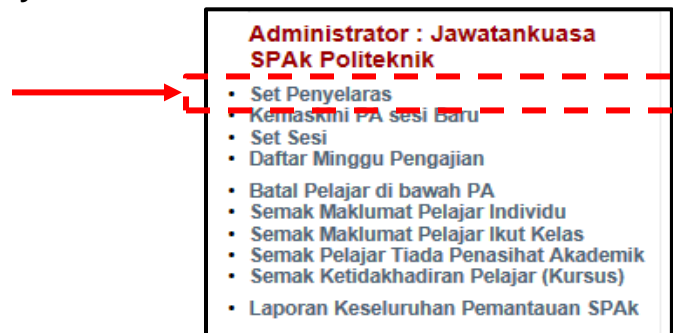 Administrator : Jawatankuasa
SPAk Politeknik
• Set Penyelaras
• Kemaskini PA sesi Baru
• Set Sesi
• Daftar Minggu Pengajian
• Batal Pelajar di bawah PA
• Semak Maklumat Pelajar Individu
• Semak Maklumat Pelajar Ikut Kelas
• Semak Pelajar Tiada Penasihat Akademik
• Semak Ketidakhadiran Pelajar (Kursus)
• Laporan Keseluruhan Pemantauan SPAk